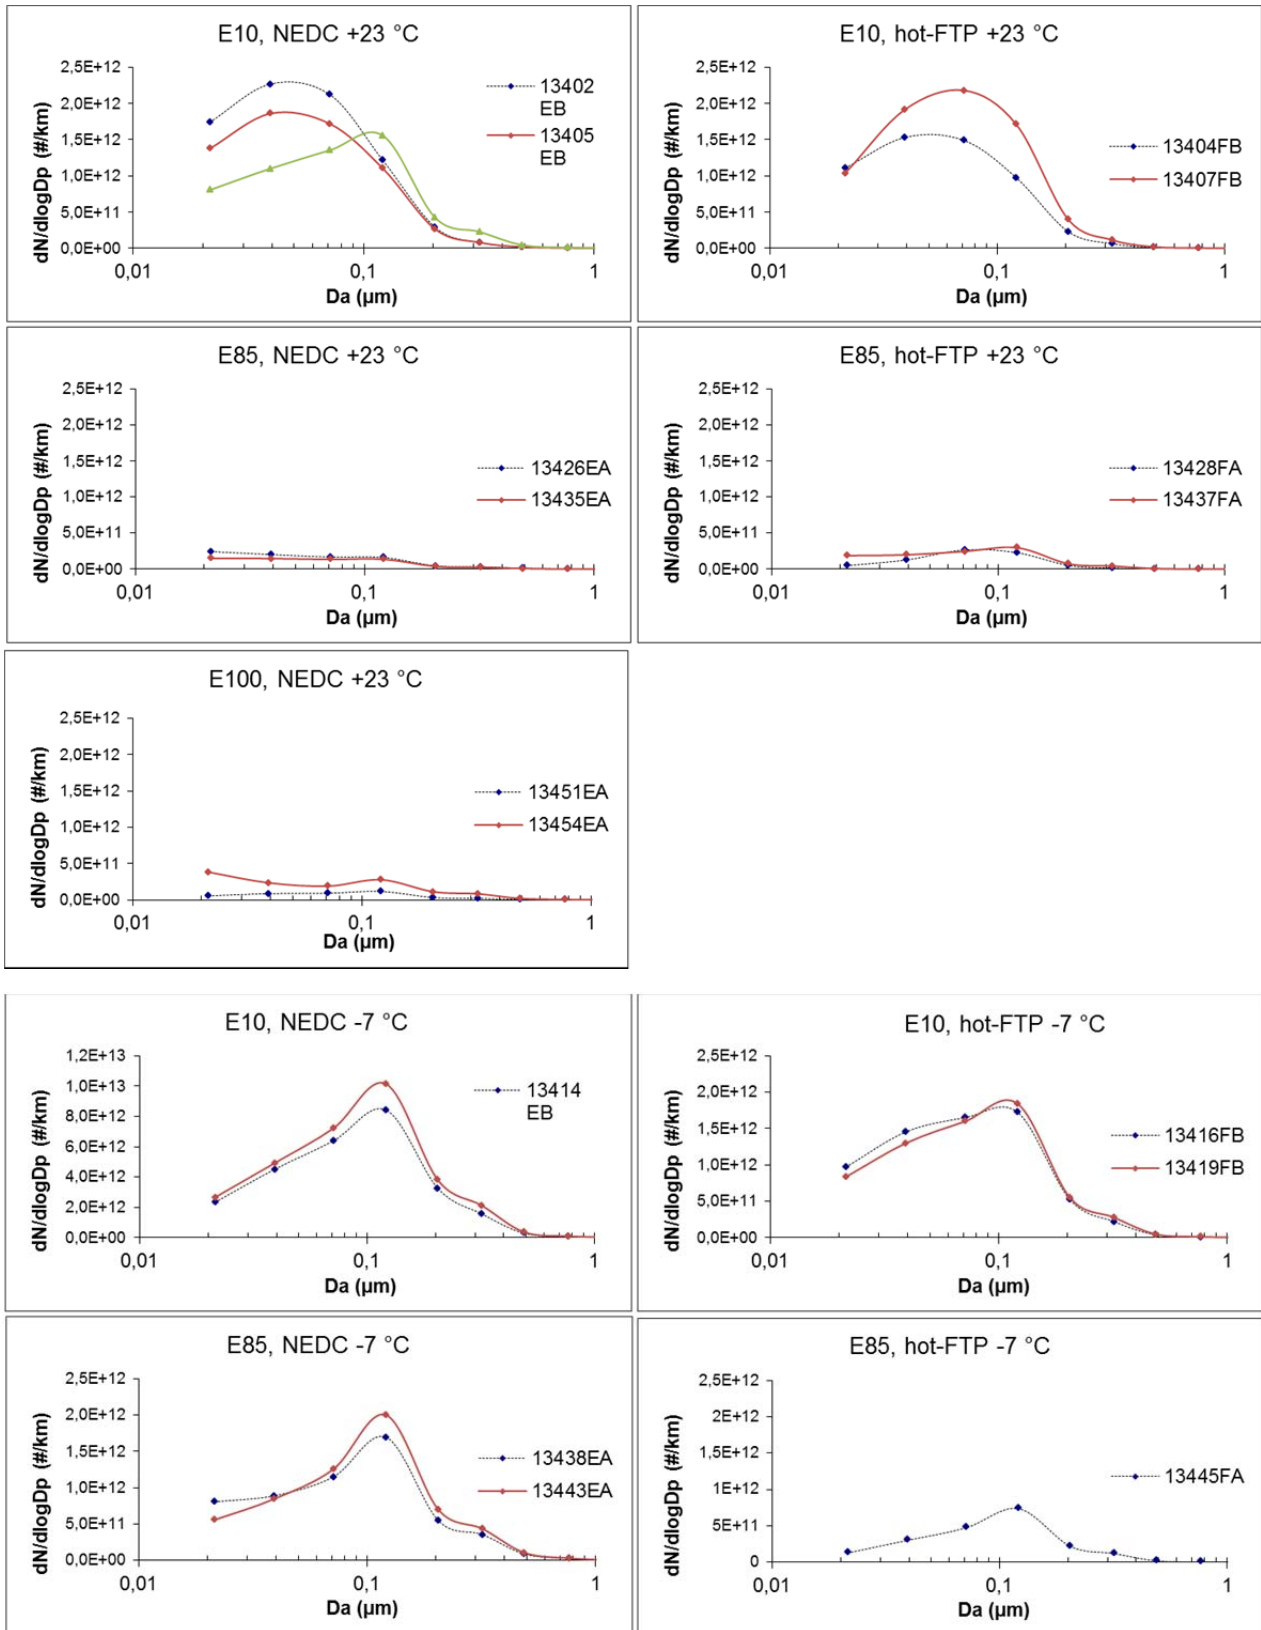 E10, NEDC +23 °C
dN/dlogDp (#/km)
2,5E+12
2,0E+12
1,5E+12
1,0E+12
5,0E+11
0,0E+00
0,01
0,1
1
Da (µm)
13402
EB
13405
EB
E10, hot-FTP +23 °C
dN/dlogDp (#/km)
2,5E+12
2,0E+12
1,5E+12
1,0E+12
5,0E+11
0,0E+00
0,01
0,1
1
Da (µm)
13404FB
13407FB
E85, NEDC +23 °C
dN/dlogDp (#/km)
2,5E+12
2,0E+12
1,5E+12
1,0E+12
5,0E+11
0,0E+00
0,01
0,1
1
Da (µm)
13426EA
13435EA
E85, hot-FTP +23 °C
dN/dlogDp (#/km)
2,5E+12
2,0E+12
1,5E+12
1,0E+12
5,0E+11
0,0E+00
0,01
0,1
1
Da (µm)
13428FA
13437FA
E100, NEDC +23 °C
dN/dlogDp (#/km)
2,5E+12
2,0E+12
1,5E+12
1,0E+12
5,0E+11
0,0E+00
0,01
0,1
1
Da (µm)
13451EA
13454EA
E10, NEDC -7 °C
dN/dlogDp (#/km)
1,2E+13
1,0E+13
8,0E+12
6,0E+12
4,0E+12
2,0E+12
0,0E+00
0,01
0,1
1
Da (µm)
13414
EB
E10, hot-FTP -7 °C
dN/dlogDp (#/km)
2,5E+12
2,0E+12
1,5E+12
1,0E+12
5,0E+11
0,0E+00
0,01
0,1
1
Da (µm)
13416FB
13419FB
E85, NEDC -7 °C
dN/dlogDp (#/km)
2,5E+12
2,0E+12
1,5E+12
1,0E+12
5,0E+11
0,0E+00
0,01
0,1
1
Da (µm)
13438EA
13443EA
E85, hot-FTP -7 °C
dN/dlogDp (#/km)
2,5E+12
2E+12
1,5E+12
1E+12
5E+11
0
0,01
0,1
1
Da (µm)
13445FA